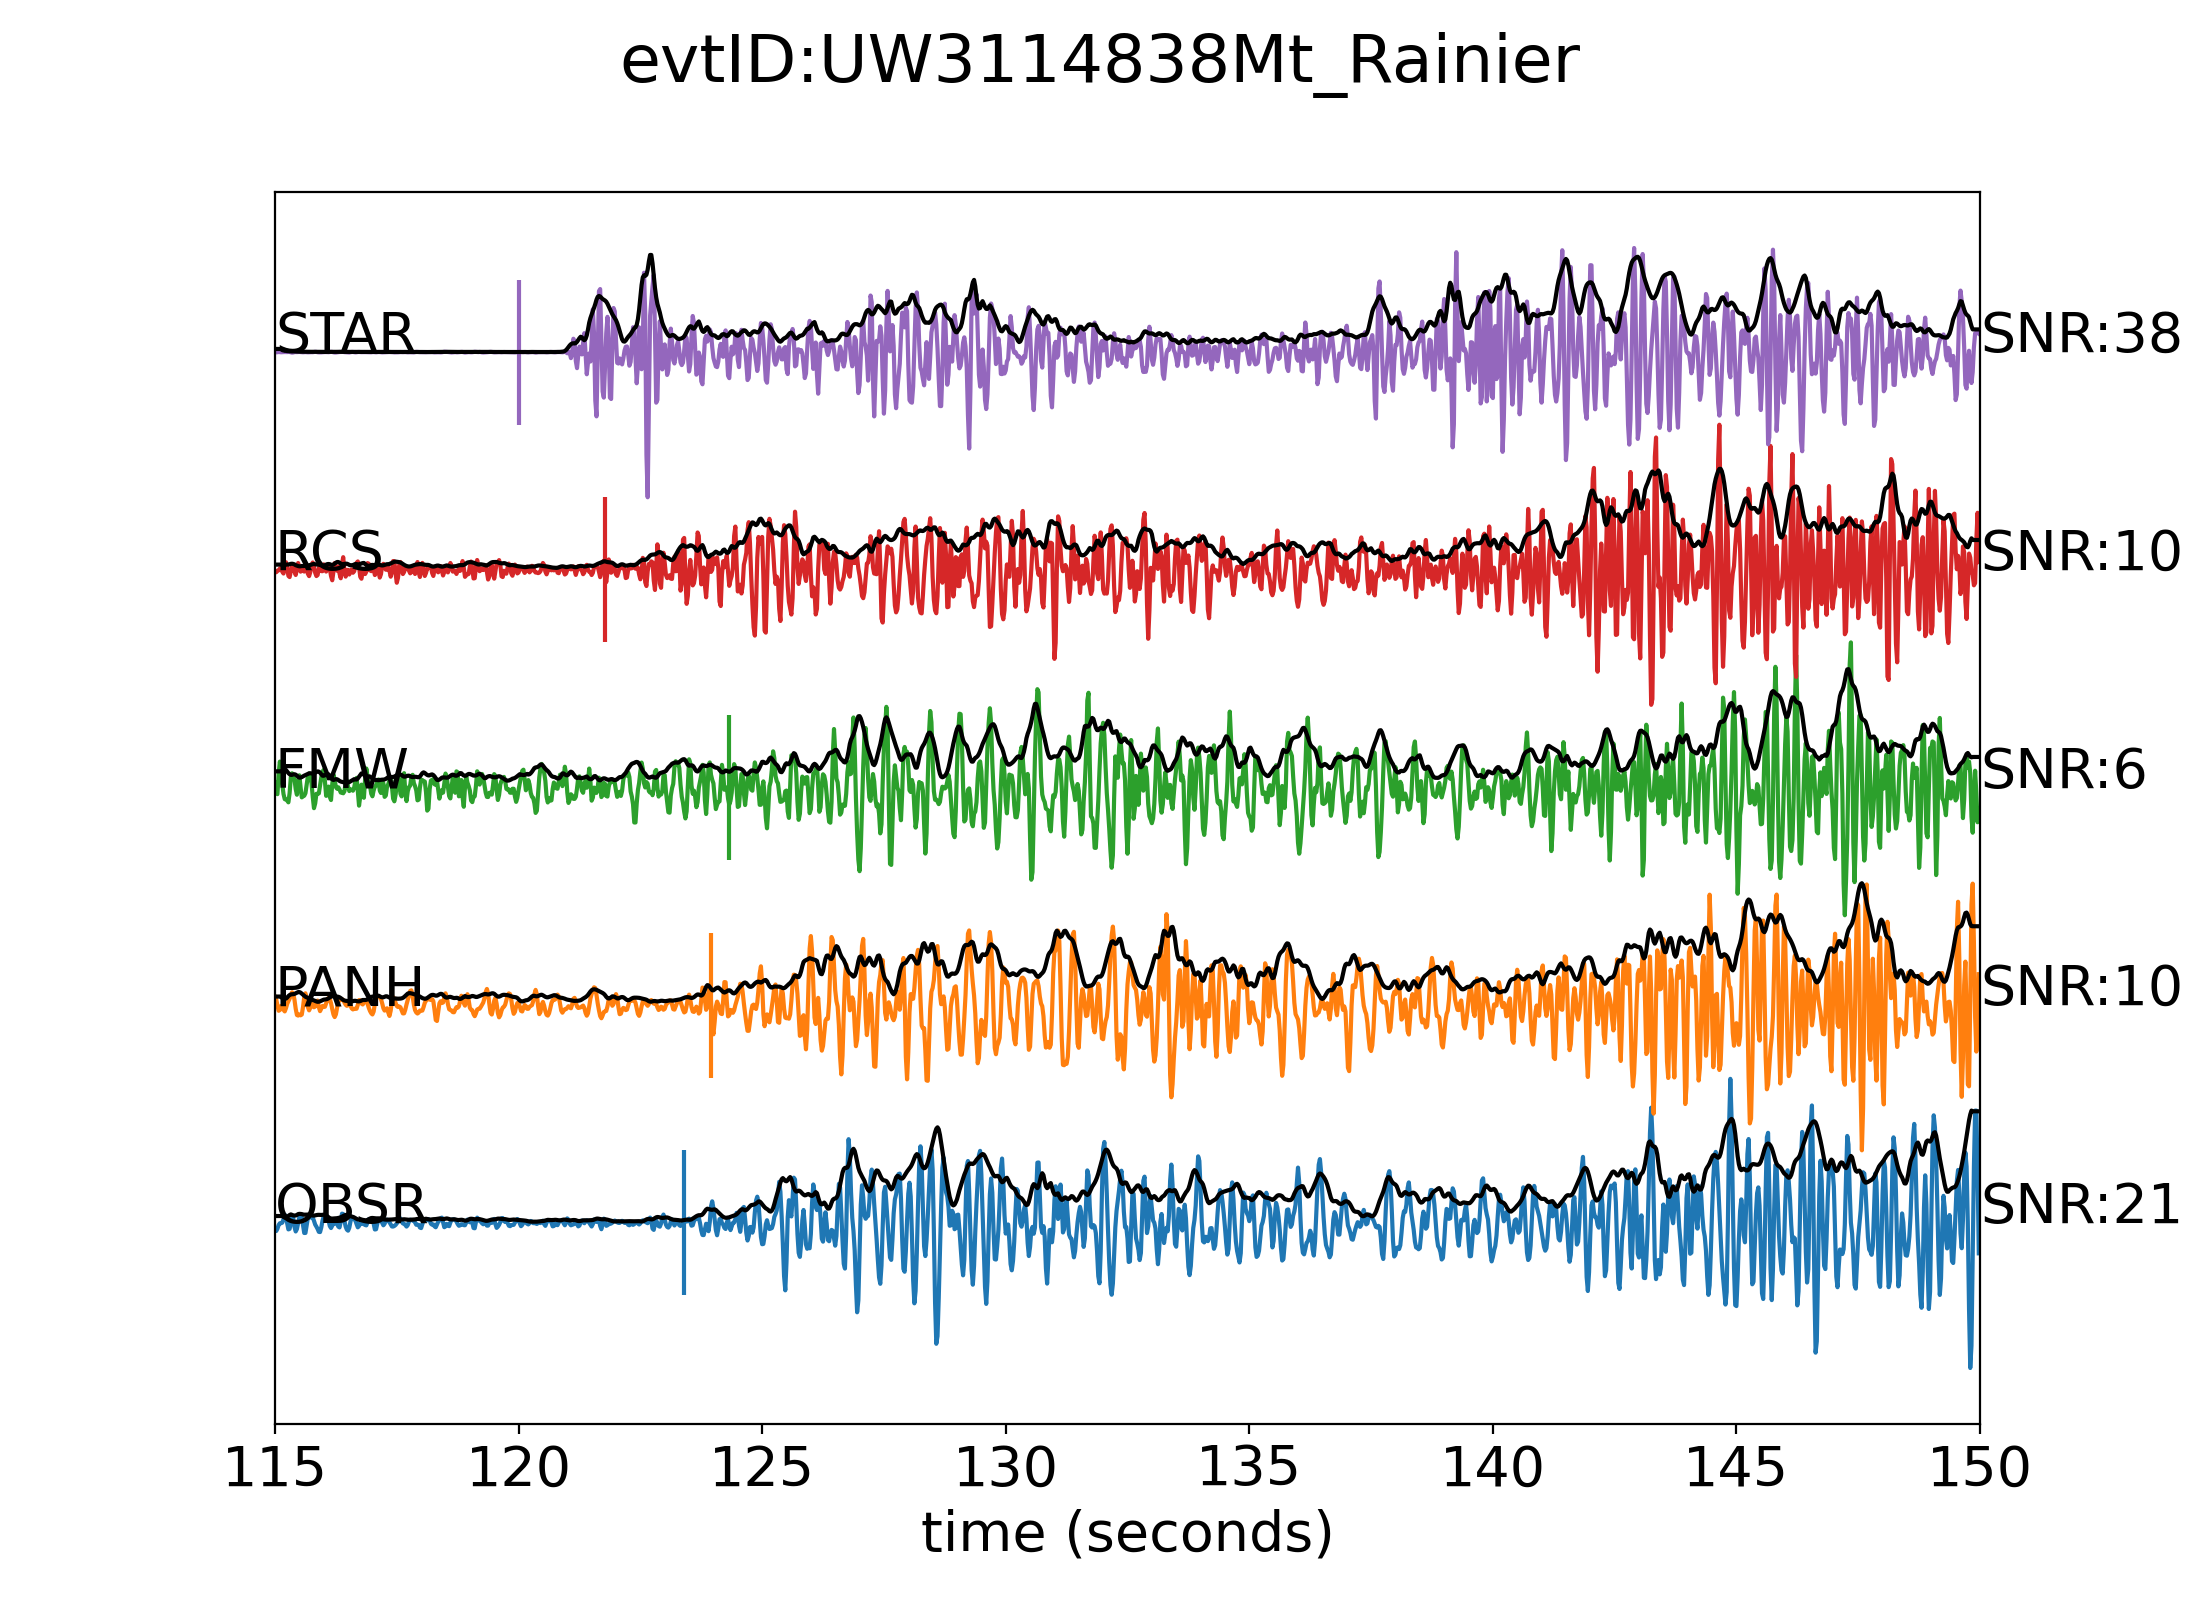 evtID:UW3114838Mt_Rainier
STAR SNR:38
RCS SNR:10
EMW SNR:6
PANH SNR:10
OBSR SNR:21
115 120 125 130 135 140 145 150
time (seconds)